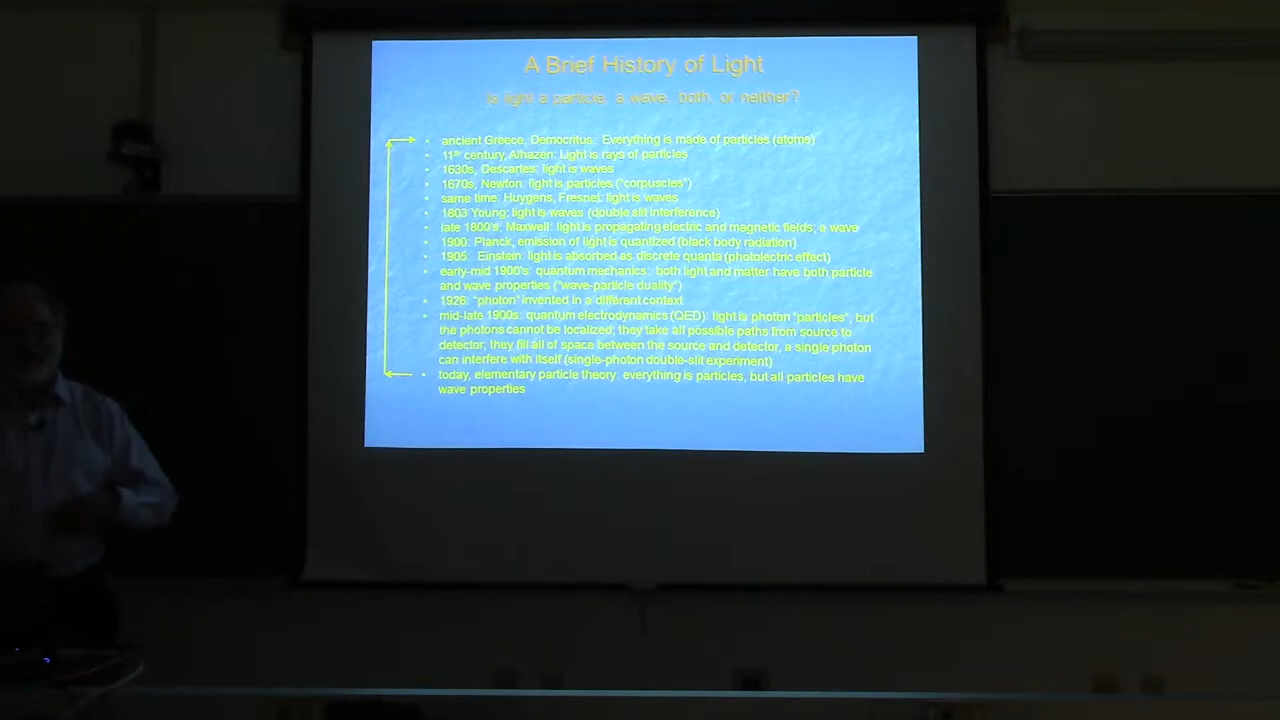 A Brief History of Light
Is light a particle, a wave, both, or neither?
• ancient Greece, Democritus: Everything is made of particles (atoms)
• 11th century, Alhazen: Light is rays of particles
• 1630s, Descartes: light is waves
• 1670s, Newton: light is particles ("corpuscles")
• same time: Huygens, Fresnel: light is waves
• 1803 Young: light is waves (double slit interference)
• late 1800's, Maxwell: light is propagating electric and magnetic fields; a wave
• 1900: Planck, emission of light is quantized (black body radiation)
• 1905: Einstein: light is absorbed as discrete quanta (photolectric effect)
• early-mid 1900's: quantum mechanics: both light and matter have both particle
and wave properties ("wave-particle duality")
• 1926: "photon" invented in a different context
• mid-late 1900s: quantum electrodynamics (QED): light is photon "particles", but
the photons cannot be localized; they take all possible paths from source to
detector; they fill all of space between the source and detector, a single photon
can interfere with itself (single-photon double-slit experiment)
• today, elementary particle theory: everything is particles, but all particles have
wave properties